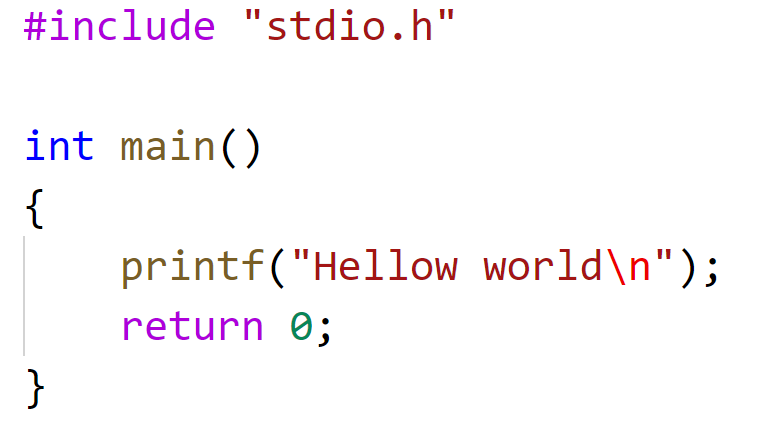 #include "stdio.h"
int main()
{
    printf("Hellow world\n");
    return 0;
}